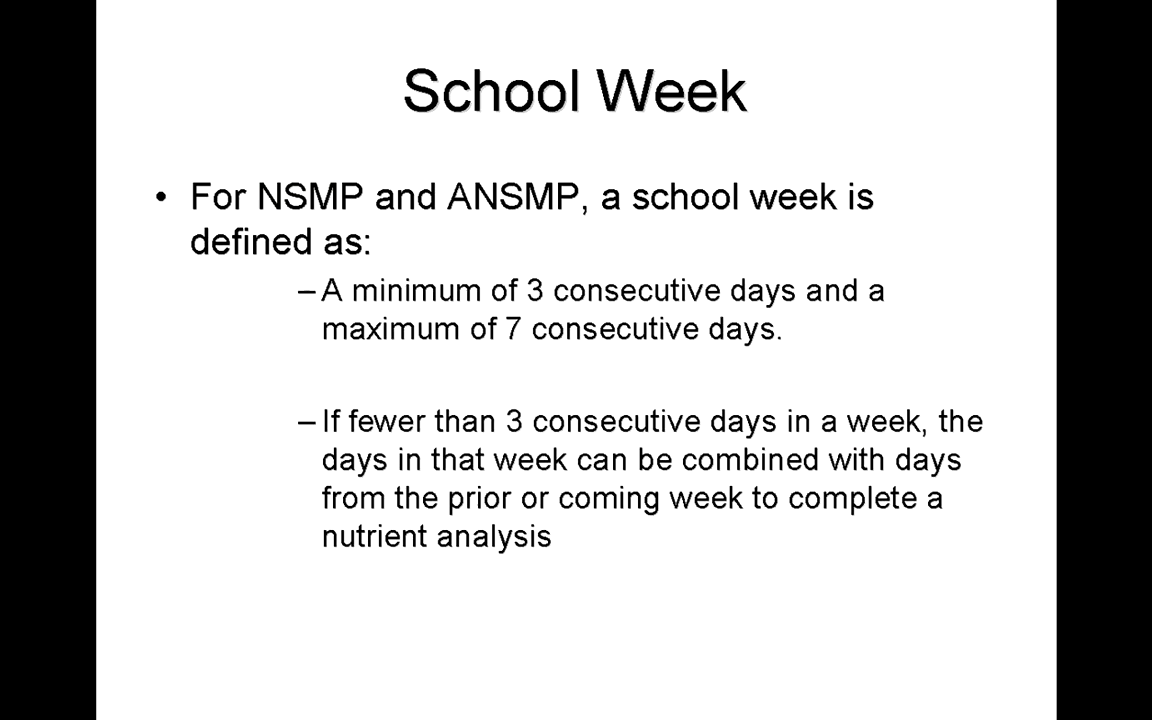 School Week
• For NSMP and ANSMP, a school week is
defined as:
– A minimum of 3 consecutive days and a
maximum of 7 consecutive days.
– If fewer than 3 consecutive days in a week, the
days in that week can be combined with days
from the prior or coming week to complete a
nutrient analysis